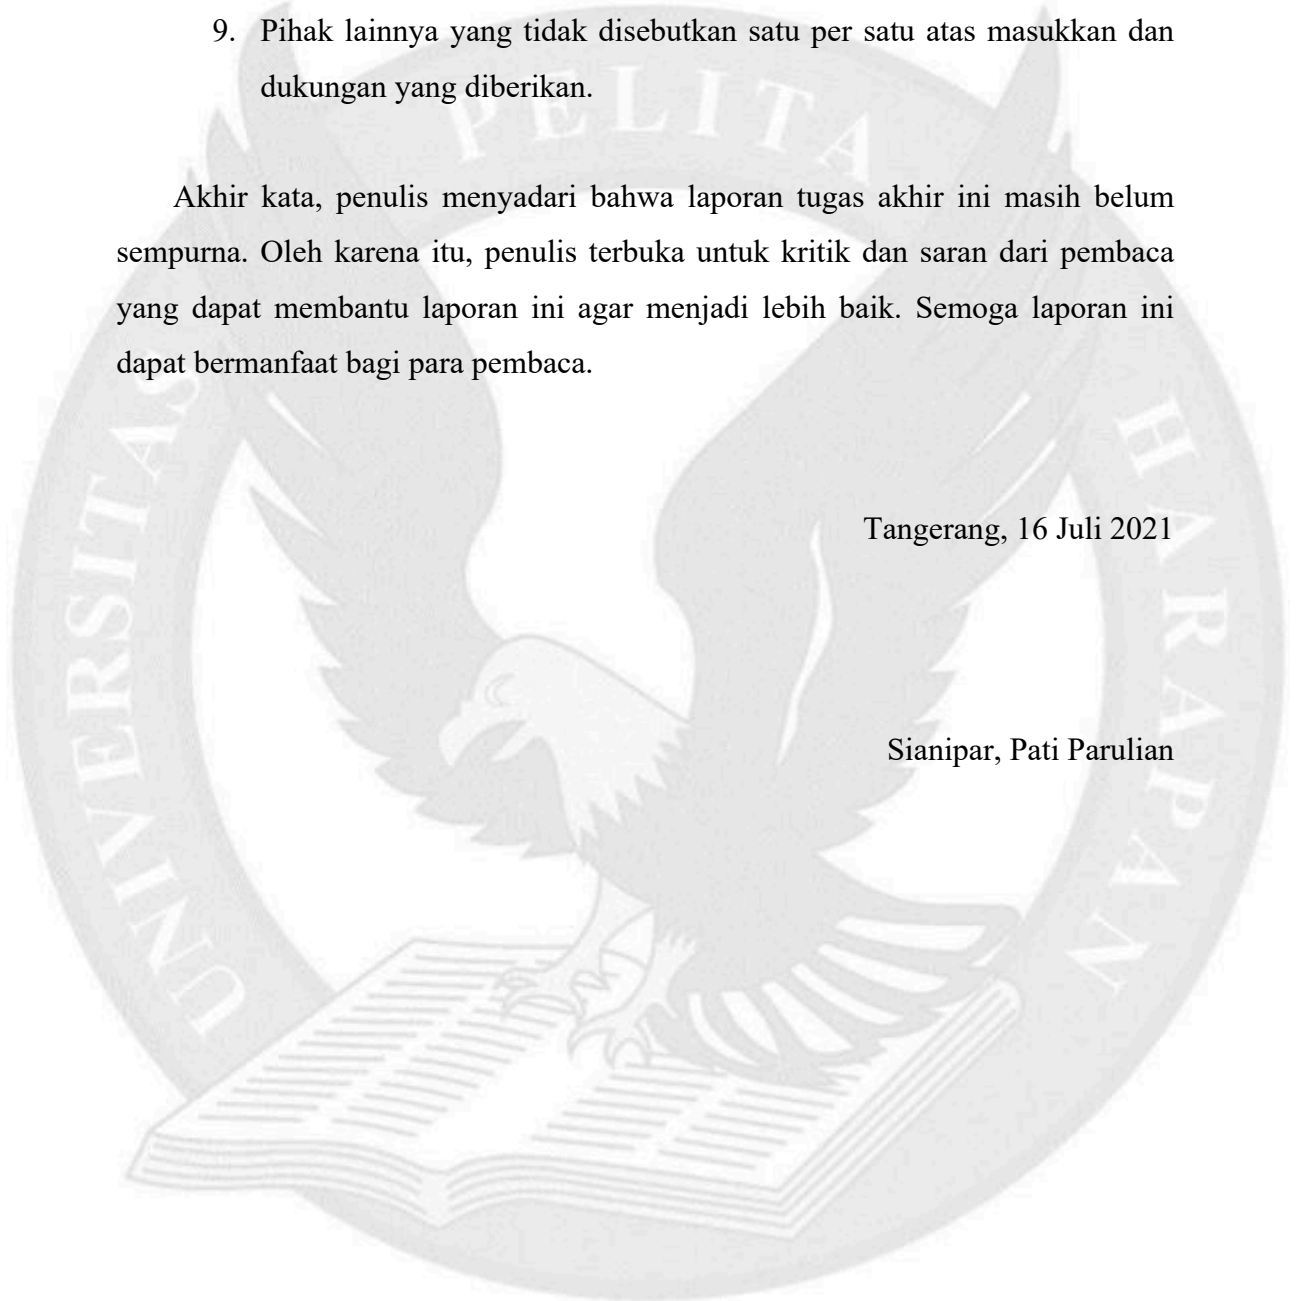 9. Pihak lainnya yang tidak disebutkan satu per satu atas masukkan dan
dukungan yang diberikan.
Akhir kata, penulis menyadari bahwa laporan tugas akhir ini masih belum
sempurna. Oleh karena itu, penulis terbuka untuk kritik dan saran dari pembaca
yang dapat membantu laporan ini agar menjadi lebih baik. Semoga laporan ini
dapat bermanfaat bagi para pembaca.
Tangerang, 16 Juli 2021
Sianipar, Pati Parulian
UNIVERSITAS PELITA HARAPAN